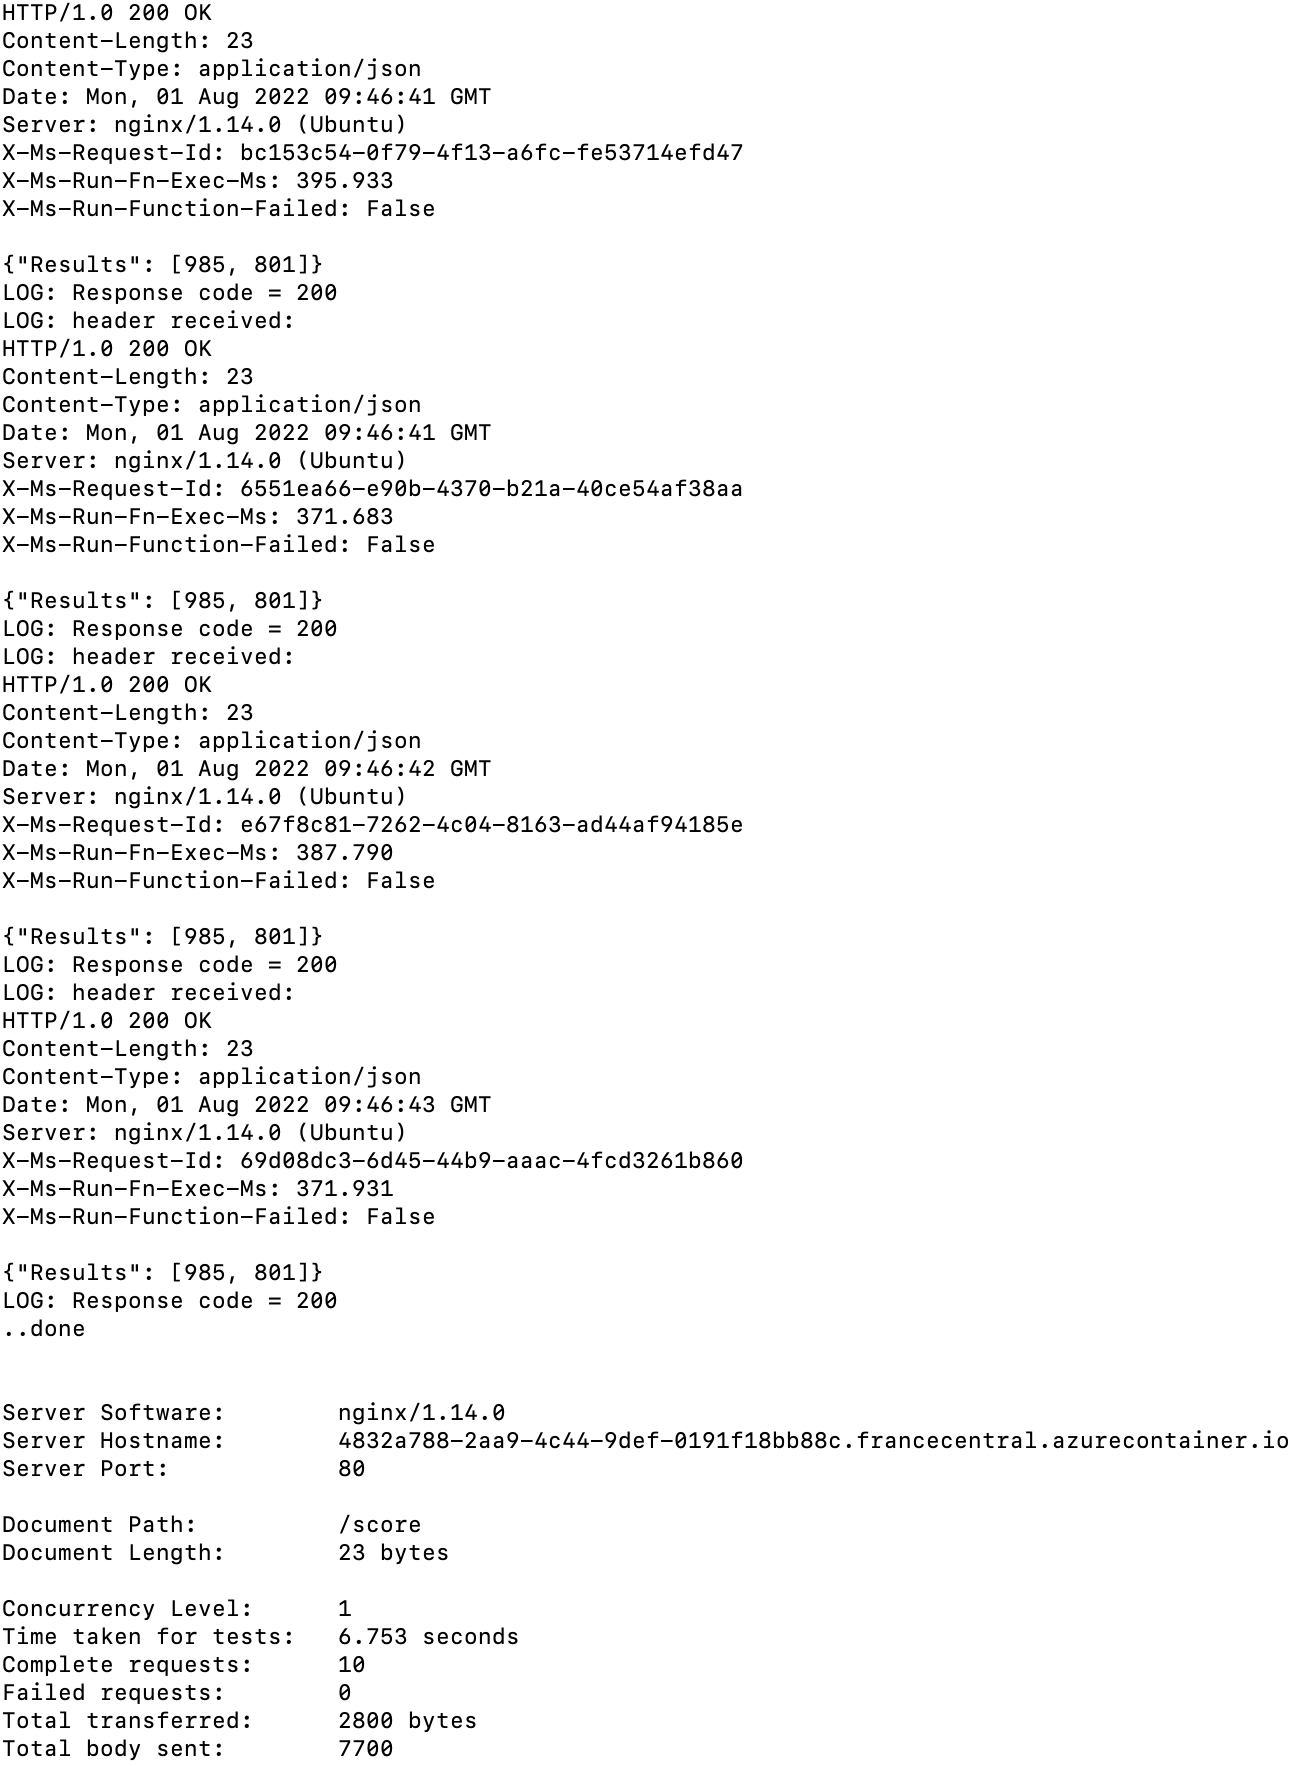 HTTP/1.0 200 OK
Content-Length: 23
Content-Type: application/json
Date: Mon, 01 Aug 2022 09:46:41 GMT
Server: nginx/1.14.0 (Ubuntu)
X-Ms-Request-Id: bc153c54-0f79-4f13-a6fc-fe53714efd47
X-Ms-Run-Fn-Exec-Ms: 395.933
X-Ms-Run-Function-Failed: False

{"Results": [985, 801]}
LOG: Response code = 200
LOG: header received:
HTTP/1.0 200 OK
Content-Length: 23
Content-Type: application/json
Date: Mon, 01 Aug 2022 09:46:41 GMT
Server: nginx/1.14.0 (Ubuntu)
X-Ms-Request-Id: 6551ea66-e90b-4370-b21a-40ce54af38aa
X-Ms-Run-Fn-Exec-Ms: 371.683
X-Ms-Run-Function-Failed: False

{"Results": [985, 801]}
LOG: Response code = 200
LOG: header received:
HTTP/1.0 200 OK
Content-Length: 23
Content-Type: application/json
Date: Mon, 01 Aug 2022 09:46:42 GMT
Server: nginx/1.14.0 (Ubuntu)
X-Ms-Request-Id: e67f8c81-7262-4c04-8163-ad44af94185e
X-Ms-Run-Fn-Exec-Ms: 387.790
X-Ms-Run-Function-Failed: False

{"Results": [985, 801]}
LOG: Response code = 200
LOG: header received:
HTTP/1.0 200 OK
Content-Length: 23
Content-Type: application/json
Date: Mon, 01 Aug 2022 09:46:43 GMT
Server: nginx/1.14.0 (Ubuntu)
X-Ms-Request-Id: 69d08dc3-6d45-44b9-aaac-4fcd3261b860
X-Ms-Run-Fn-Exec-Ms: 371.931
X-Ms-Run-Function-Failed: False

{"Results": [985, 801]}
LOG: Response code = 200
..done

Server Software:        nginx/1.14.0
Server Hostname:        4832a788-2aa9-4c44-9def-0191f18bb88c.francecentral.azurecontainer.io
Server Port:            80

Document Path:          /score
Document Length:        23 bytes

Concurrency Level:      1
Time taken for tests:   6.753 seconds
Complete requests:      10
Failed requests:        0
Total transferred:      2800 bytes
Total body sent:        7700